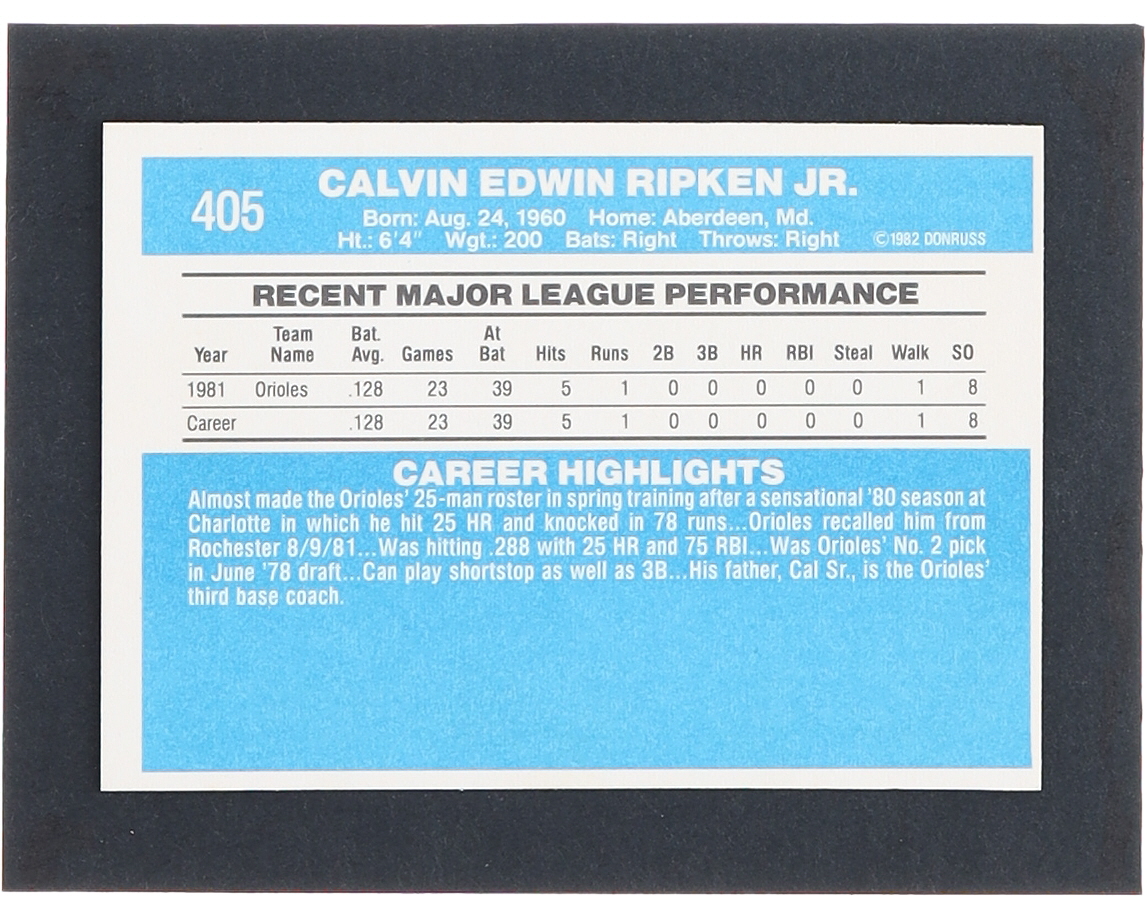 405
CALVIN EDWIN RIPKEN JR.
Born: Aug. 24, 1960 Home: Aberdeen, Md.
Ht.: 6'4" Wgt.: 200 Bats: Right Throws: Right ©1982 DONRUSS
RECENT MAJOR LEAGUE PERFORMANCE
Year Team Name Bat. Avg. Games At Bat Hits Runs 2B 3B HR RBI Steal Walk SO
1981 Orioles .128 23 39 5 1 0 0 0 0 0 1 8
Career .128 23 39 5 1 0 0 0 0 0 1 8
CAREER HIGHLIGHTS
Almost made the Orioles' 25-man roster in spring training after a sensational '80 season at
Charlotte in which he hit 25 HR and knocked in 78 runs...Orioles recalled him from
Rochester 8/9/81...Was hitting .288 with 25 HR and 75 RBI...Was Orioles' No. 2 pick
in June '78 draft...Can play shortstop as well as 3B...His father, Cal Sr., is the Orioles'
third base coach.